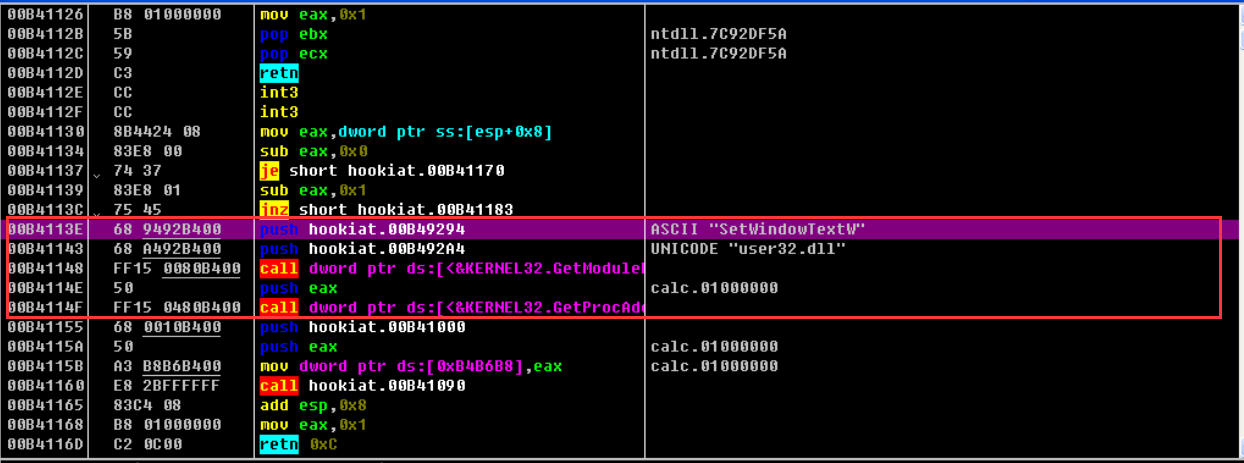 00B41126 B8 01000000 mov eax,0x1
00B4112B 5B pop ebx ntdll.7C92DF5A
00B4112C 59 pop ecx ntdll.7C92DF5A
00B4112D C3 retn
00B4112E CC int3
00B4112F CC int3
00B41130 8B4424 08 mov eax,dword ptr ss:[esp+0x8]
00B41134 83E8 00 sub eax,0x0
00B41137 74 37 je short hookiat.00B41170
00B41139 83E8 01 sub eax,0x1
00B4113C 75 45 jnz short hookiat.00B41183
00B4113E 68 9492B400 push hookiat.00B49294 ASCII "SetWindowTextW"
00B41143 68 A492B400 push hookiat.00B492A4 UNICODE "user32.dll"
00B41148 FF15 0080B400 call dword ptr ds:[<&KERNEL32.GetModule
00B4114E 50 push eax calc.01000000
00B4114F FF15 0480B400 call dword ptr ds:[<&KERNEL32.GetProcAd
00B41155 68 0010B400 push hookiat.00B41000
00B4115A 50 push eax calc.01000000
00B4115B A3 B8B6B400 mov dword ptr ds:[0xB4B6B8],eax calc.01000000
00B41160 E8 2BFFFFFF call hookiat.00B41090
00B41165 83C4 08 add esp,0x8
00B41168 B8 01000000 mov eax,0x1
00B4116D C2 0C00 retn 0xC